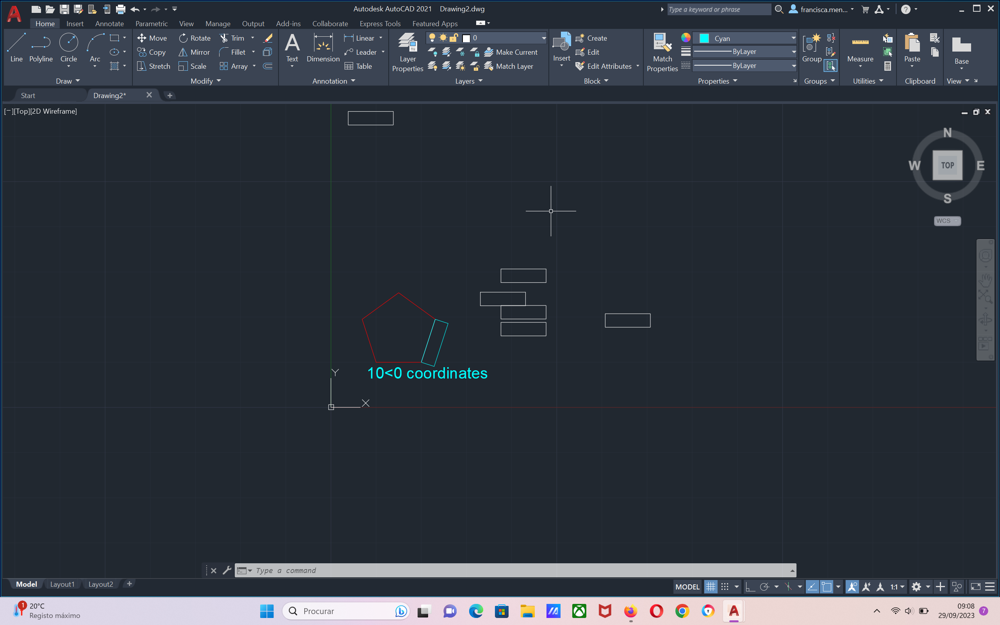 Autodesk AutoCAD 2021 Drawing2.dwg
Type a keyword or phrase
francisca.men...
Home Insert Annotate Parametric View Manage Output Add-ins Collaborate Express Tools Featured Apps
Line Polyline Circle Arc
Move Rotate Trim
Copy Mirror Fillet
Stretch Scale Array
Text Dimension
Linear
Leader
Table
Layer Properties
0
Make Current
Match Layer
Insert
Create
Edit
Edit Attributes
Match Properties
Cyan
ByLayer
ByLayer
Group
Measure
Paste
Base
Draw Modify Annotation Layers Block Properties Groups Utilities Clipboard View
Start Drawing2*
[−][Top][2D Wireframe]
N
W TOP E
S
WCS
10<0 coordinates
Y
X
Type a command
Model Layout1 Layout2
MODEL 1:1
1
20°C
Registo máximo
Procurar
09:08
29/09/2023
7